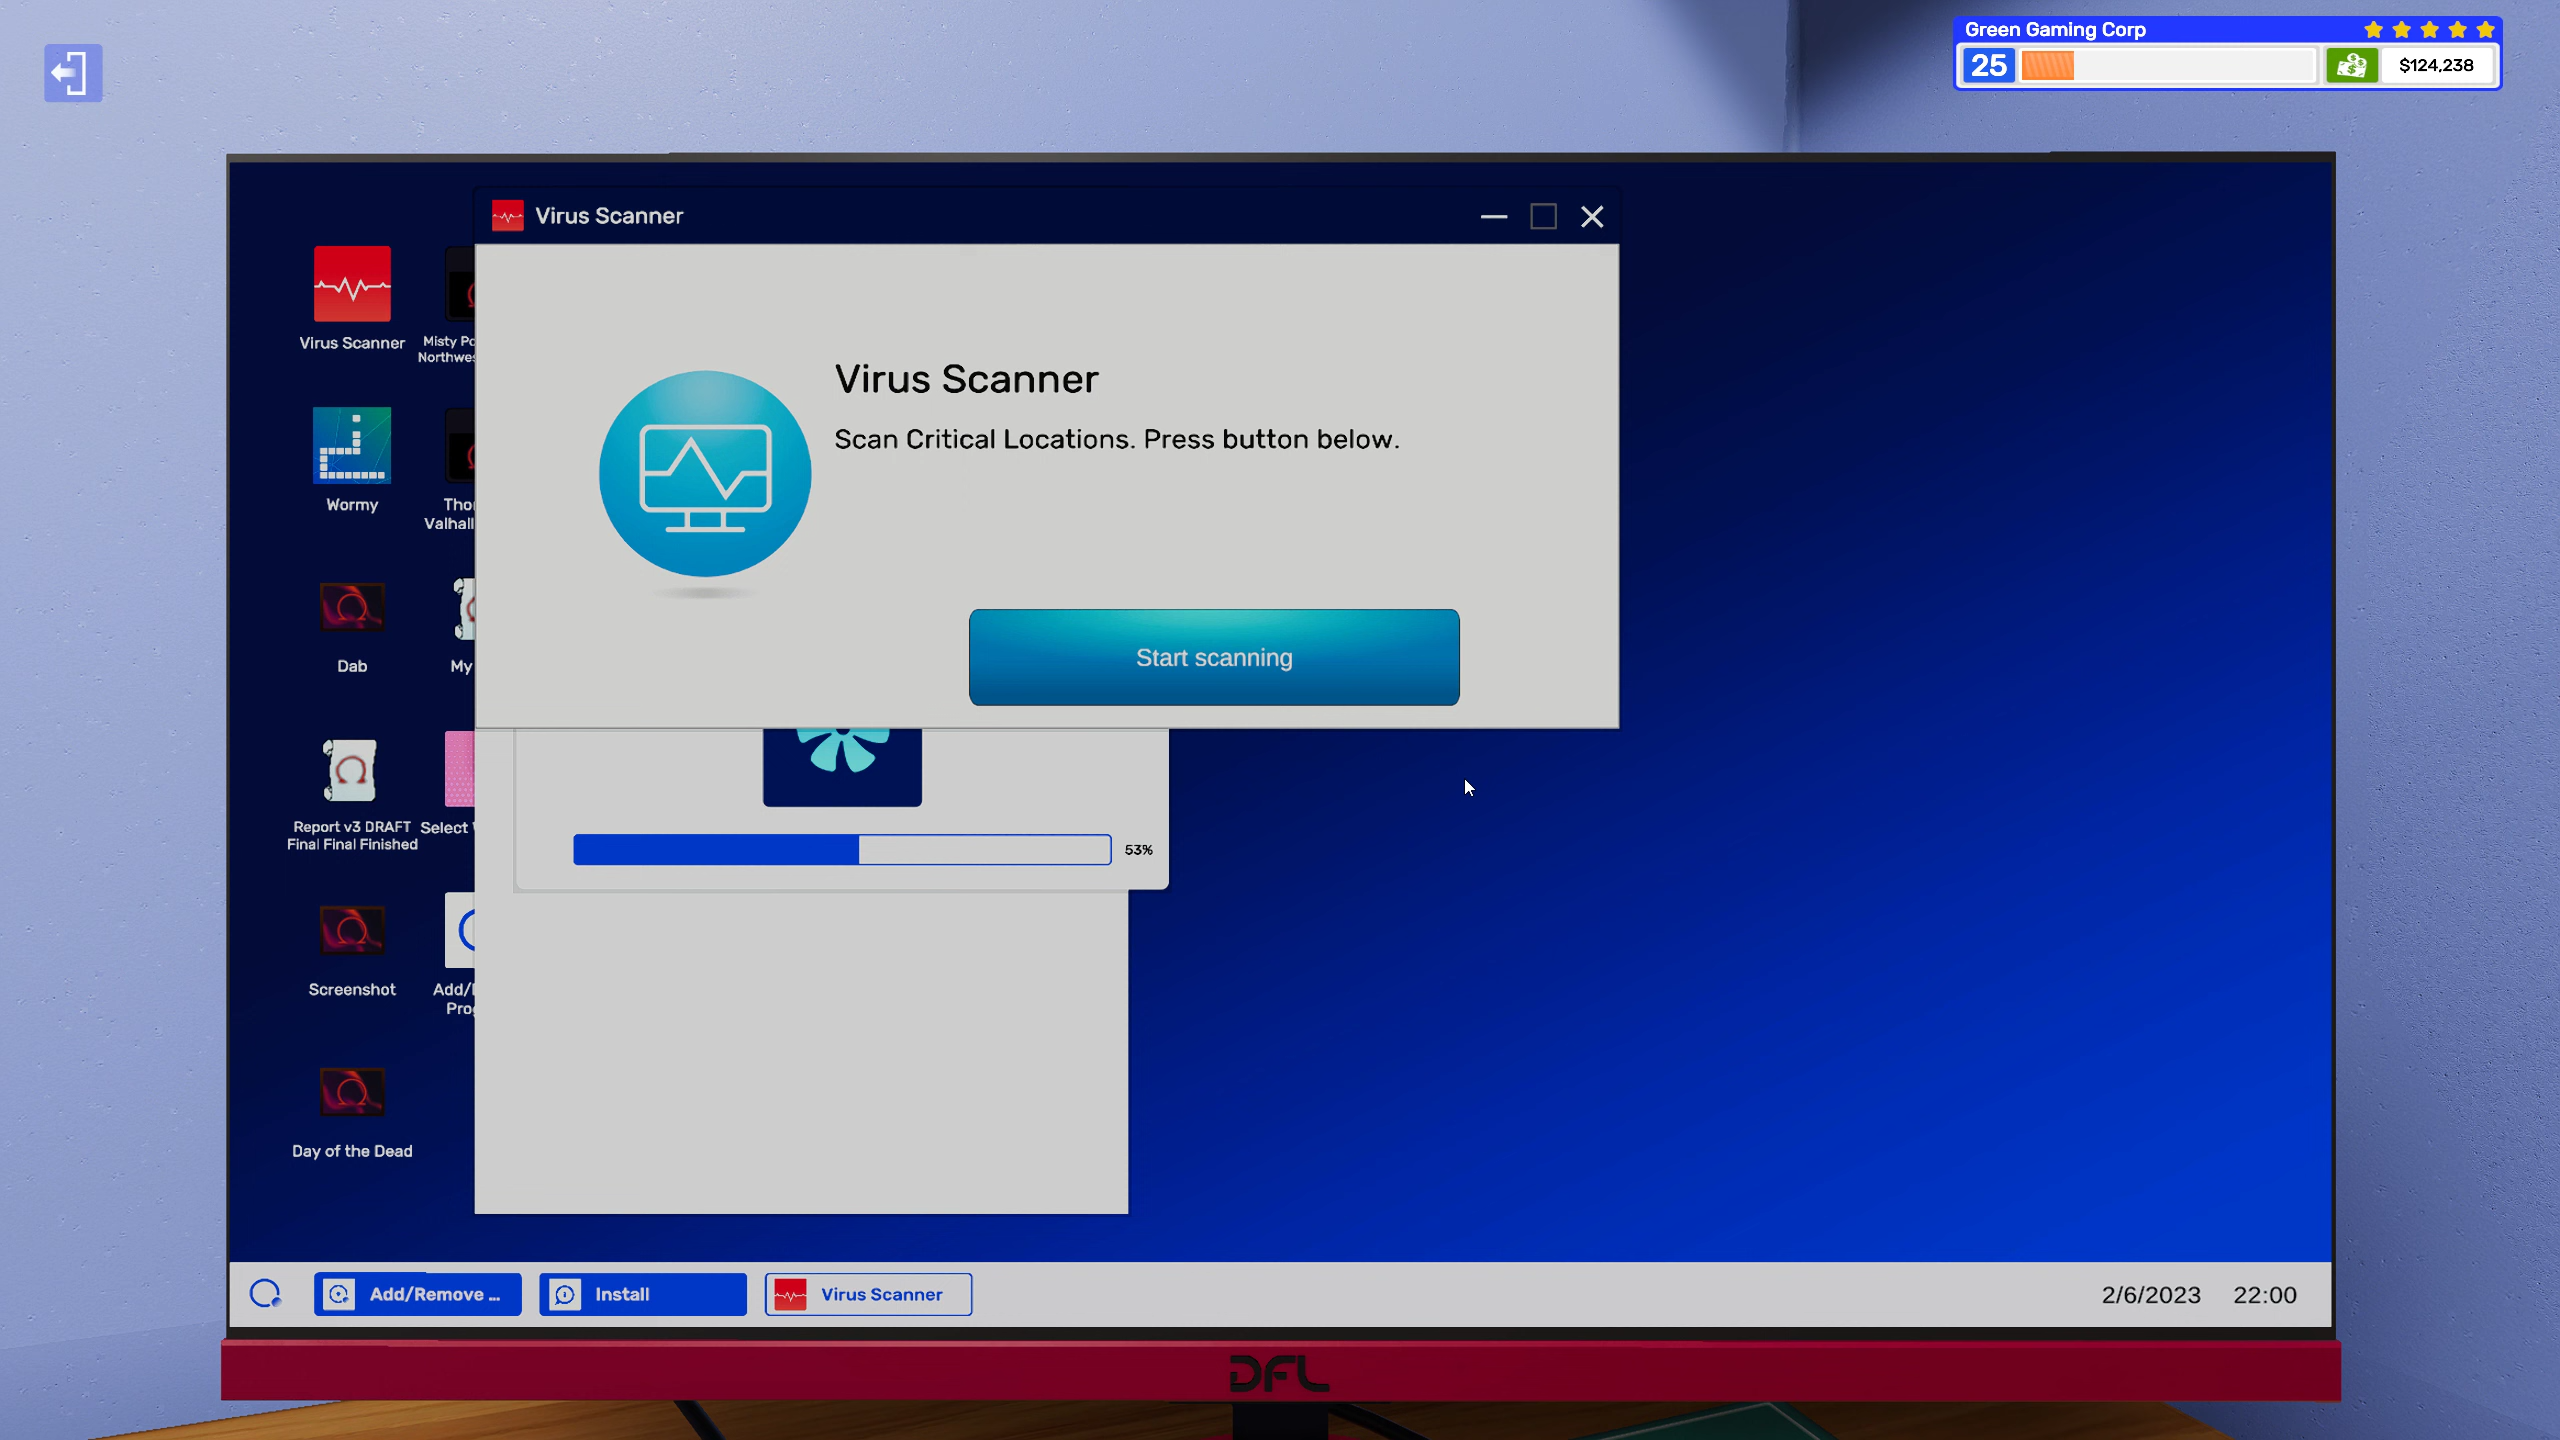 Green Gaming Corp
25
$124,238
Virus Scanner
Virus Scanner
Misty Po
Northwes
Virus Scanner
Scan Critical Locations. Press button below.
Wormy
Thor
Valhall
Start scanning
Dab
My
53%
Report v3 DRAFT
Final Final Finished
Select
Screenshot
Add/
Prog
Day of the Dead
Add/Remove ...
Install
Virus Scanner
2/6/2023
22:00
DFL